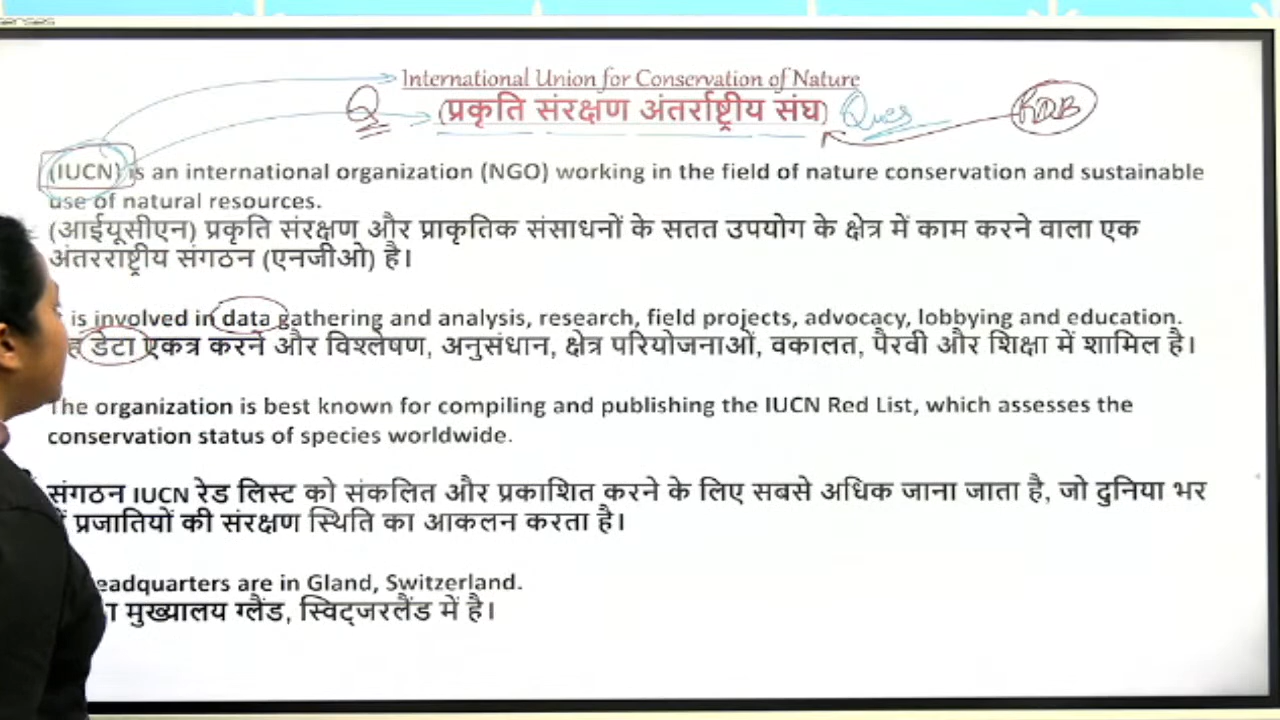 International Union for Conservation of Nature
Q (प्रकृति संरक्षण अंतर्राष्ट्रीय संघ) Ques
(IUCN) is an international organization (NGO) working in the field of nature conservation and sustainable
use of natural resources.
(आईयूसीएन) प्रकृति संरक्षण और प्राकृतिक संसाधनों के सतत उपयोग के क्षेत्र में काम करने वाला एक
अंतरराष्ट्रीय संगठन (एनजीओ) है।
is involved in data gathering and analysis, research, field projects, advocacy, lobbying and education.
डेटा एकत्र करने और विश्लेषण, अनुसंधान, क्षेत्र परियोजनाओं, वकालत, पैरवी और शिक्षा में शामिल है।
The organization is best known for compiling and publishing the IUCN Red List, which assesses the
conservation status of species worldwide.
संगठन IUCN रेड लिस्ट को संकलित और प्रकाशित करने के लिए सबसे अधिक जाना जाता है, जो दुनिया भर
प्रजातियों की संरक्षण स्थिति का आकलन करता है।
eadquarters are in Gland, Switzerland.
मुख्यालय ग्लैंड, स्विट्जरलैंड में है।